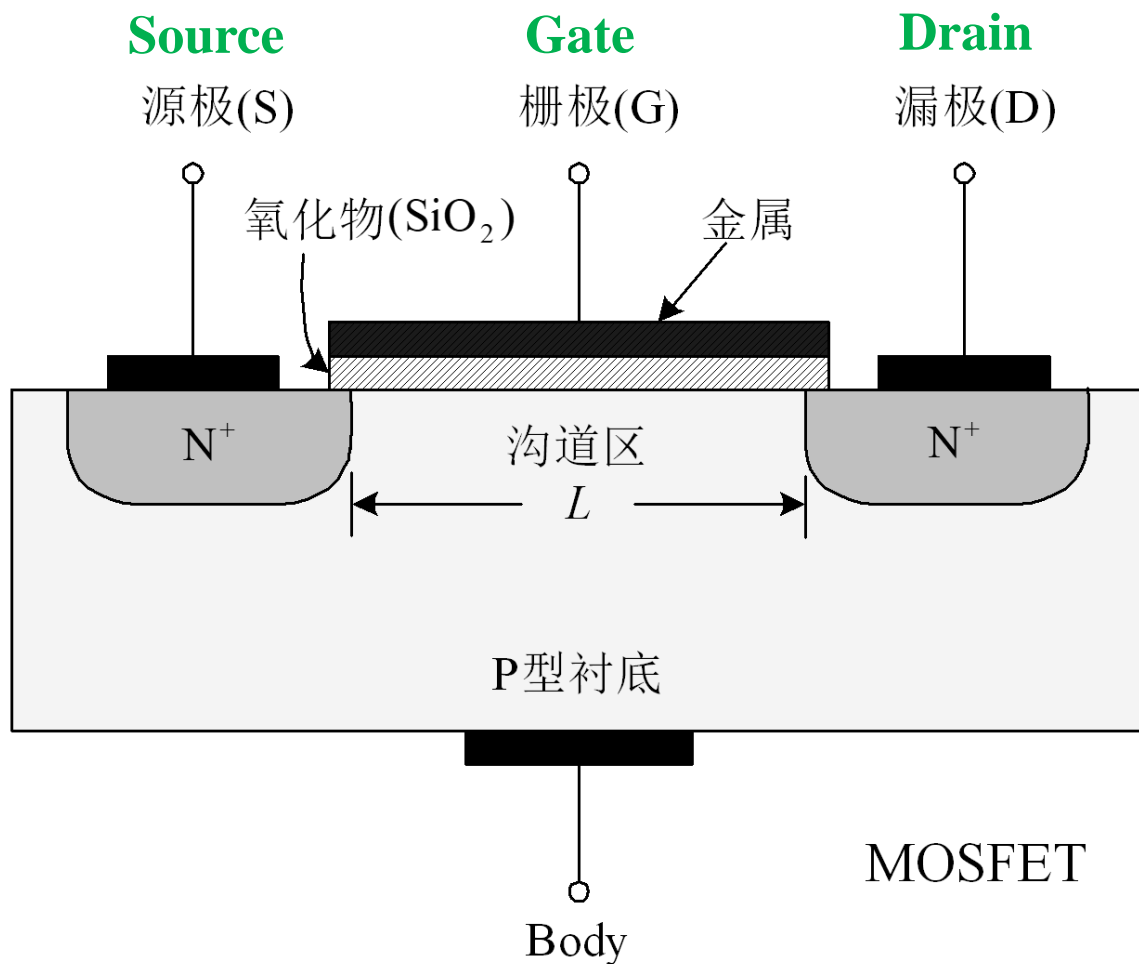 Source Gate Drain
源极(S) 栅极(G) 漏极(D)
氧化物(SiO₂) 金属
N⁺ 沟道区 N⁺
L
P型衬底
MOSFET
Body